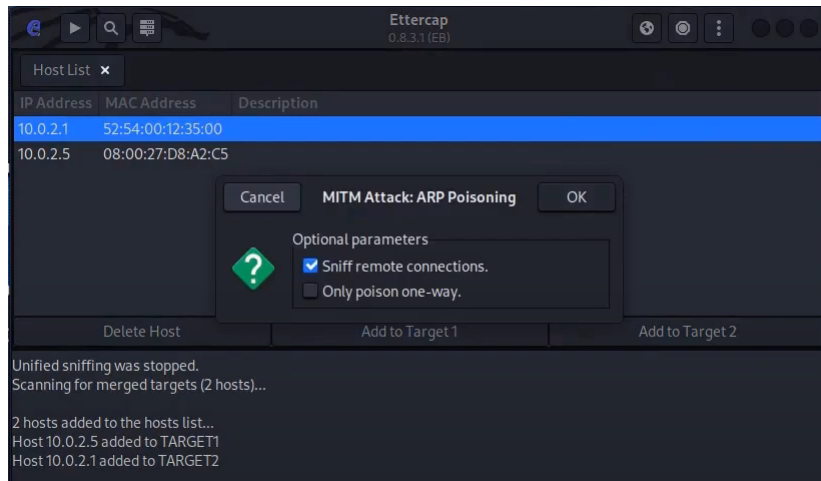 Ettercap
0.8.3.1 (EB)
Host List ×
IP Address MAC Address Description
10.0.2.1 52:54:00:12:35:00
10.0.2.5 08:00:27:D8:A2:C5
Cancel MITM Attack: ARP Poisoning OK
Optional parameters
Sniff remote connections.
Only poison one-way.
Delete Host Add to Target 1 Add to Target 2
Unified sniffing was stopped.
Scanning for merged targets (2 hosts)...
2 hosts added to the hosts list...
Host 10.0.2.5 added to TARGET1
Host 10.0.2.1 added to TARGET2